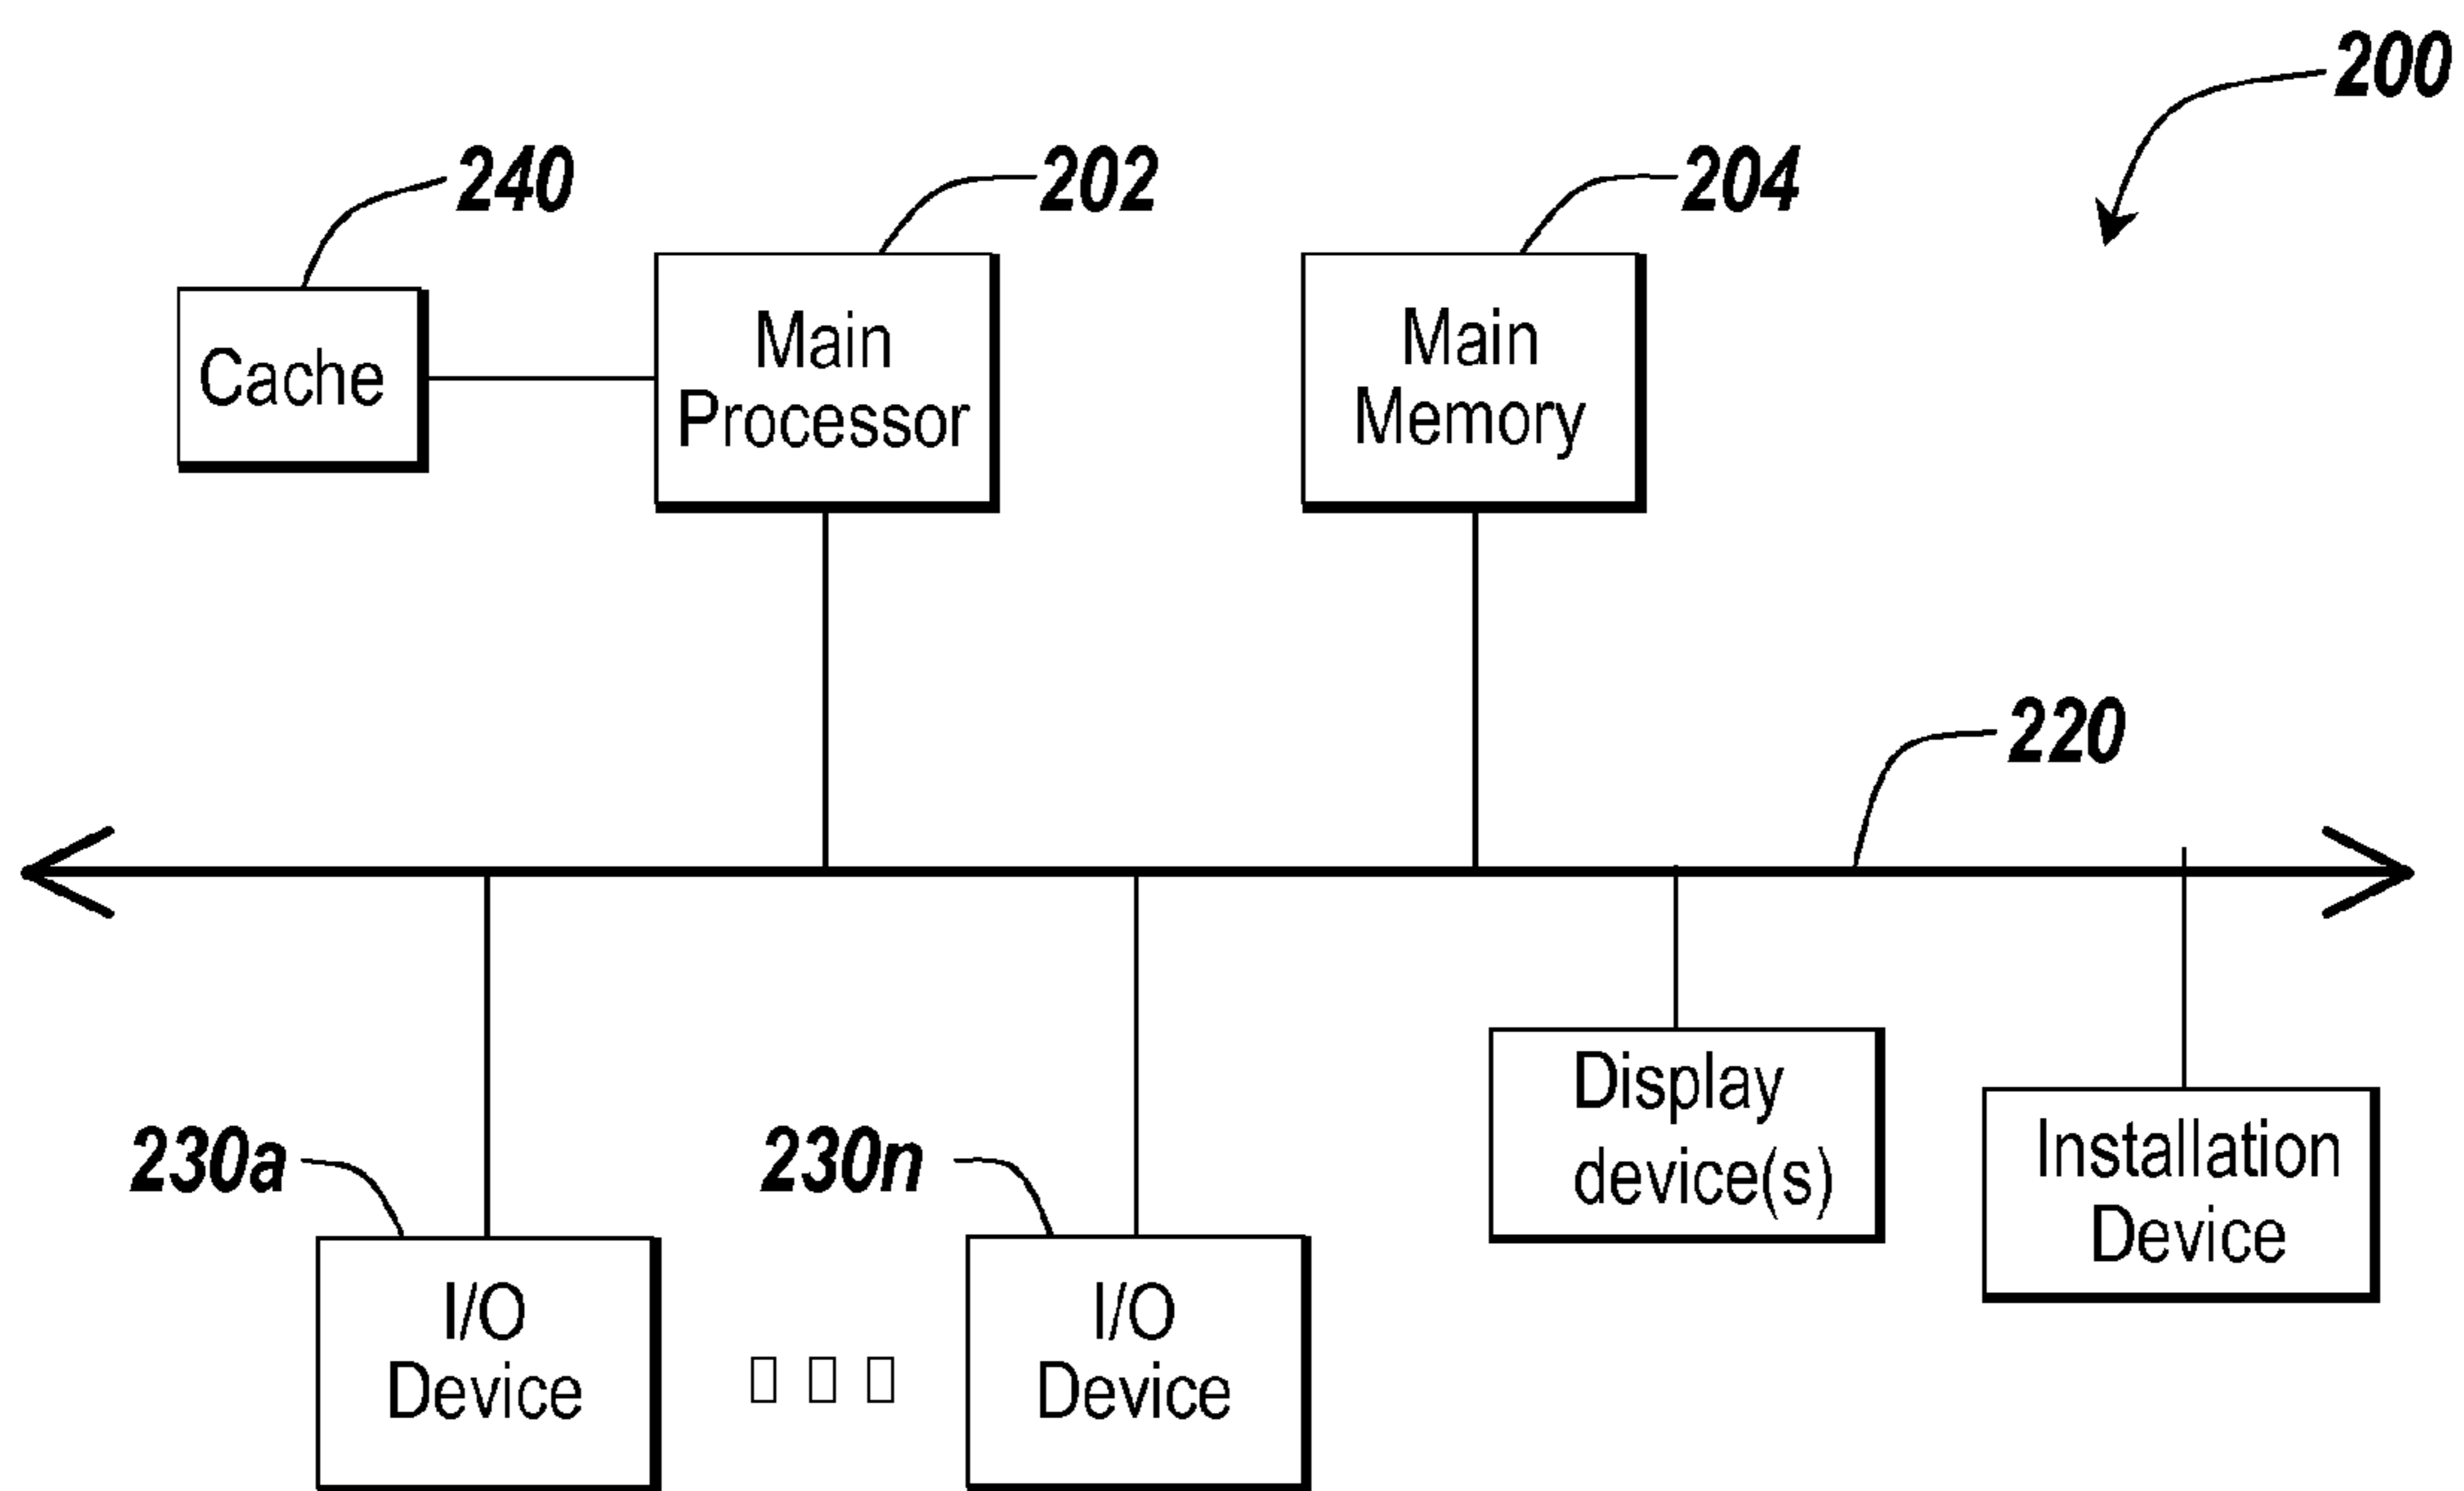 200
240
202
204
Cache
Main
Processor
Main
Memory
220
230a
230n
Display
device(s)
Installation
Device
I/O
Device
I/O
Device